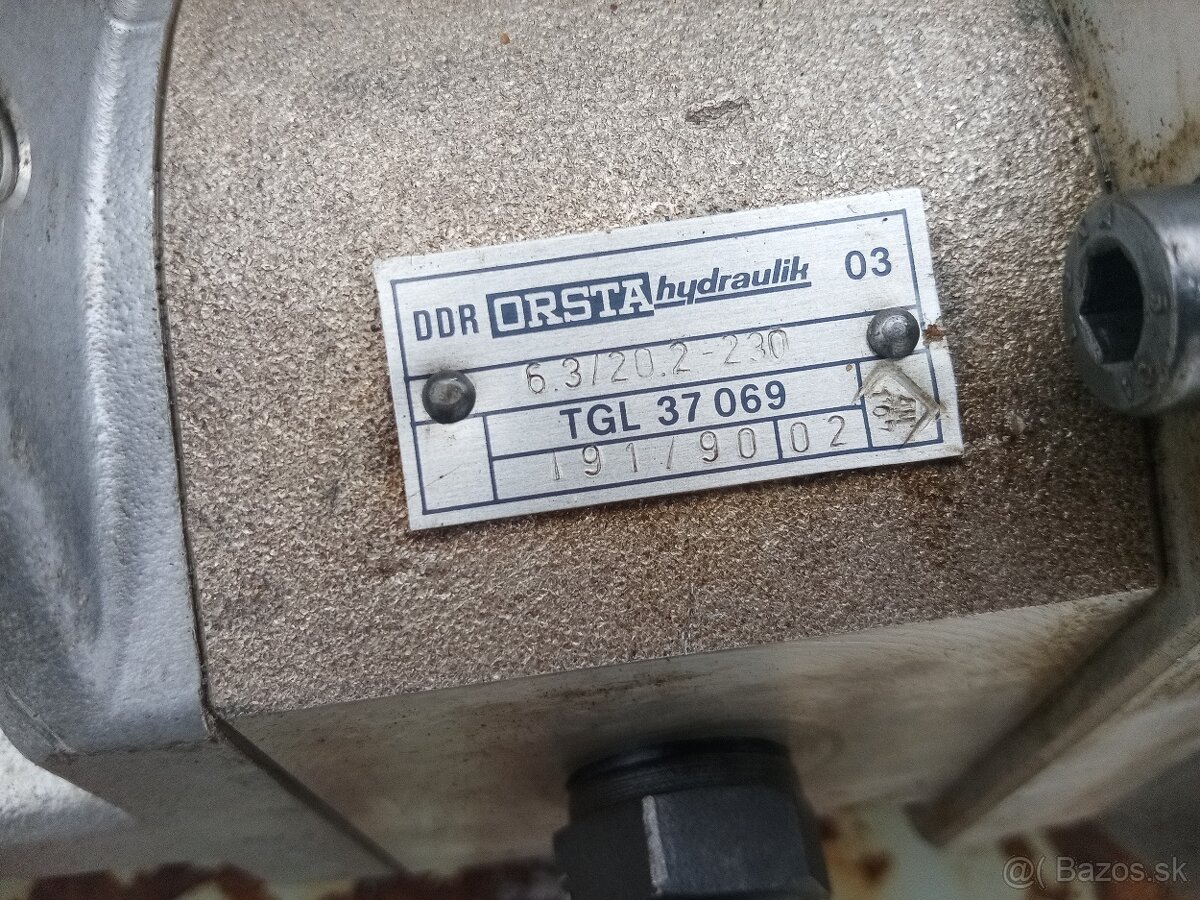 DDR ORSTA hydraulik 03
6.3/20.2-230
TGL 37 069
191/90 02
@( Bazos.sk